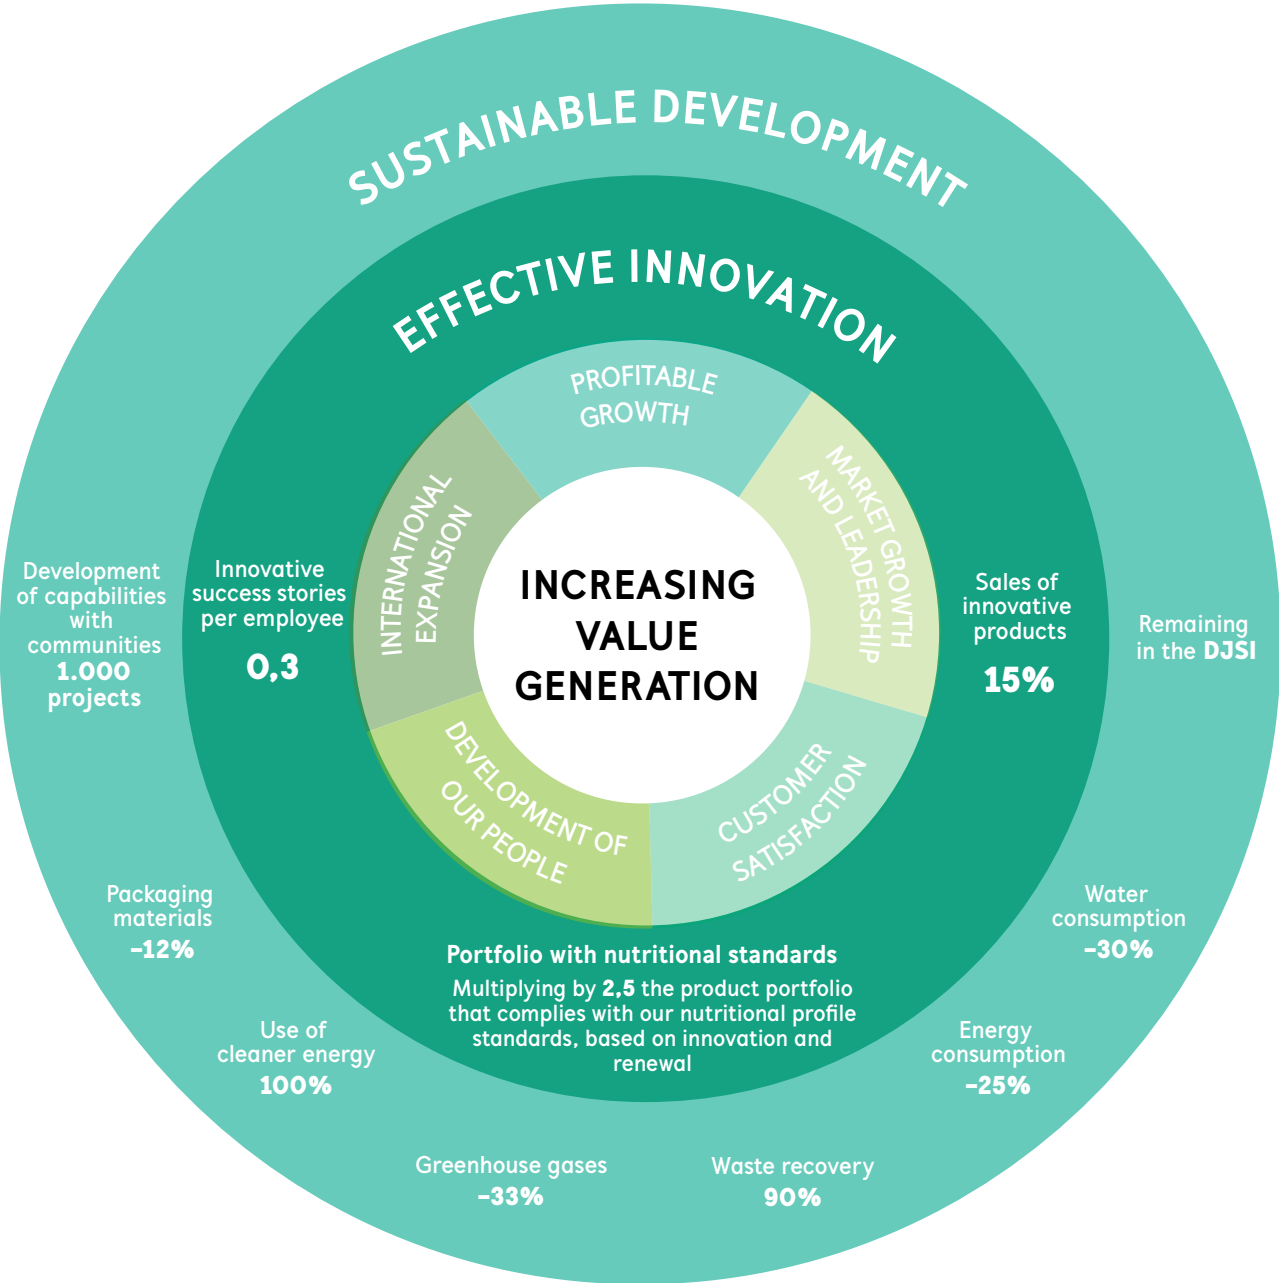 SUSTAINABLE DEVELOPMENT
EFFECTIVE INNOVATION
PROFITABLE
GROWTH
MARKET GROWTH
AND LEADERSHIP
CUSTOMER
SATISFACTION
DEVELOPMENT OF
OUR PEOPLE
INTERNATIONAL
EXPANSION
INCREASING
VALUE
GENERATION
Development
of capabilities
with
communities
1.000
projects
Innovative
success stories
per employee
0,3
Sales of
innovative
products
15%
Remaining
in the DJSI
Packaging
materials
-12%
Portfolio with nutritional standards
Multiplying by 2,5 the product portfolio
that complies with our nutritional profile
standards, based on innovation and
renewal
Water
consumption
-30%
Use of
cleaner energy
100%
Energy
consumption
-25%
Greenhouse gases
-33%
Waste recovery
90%